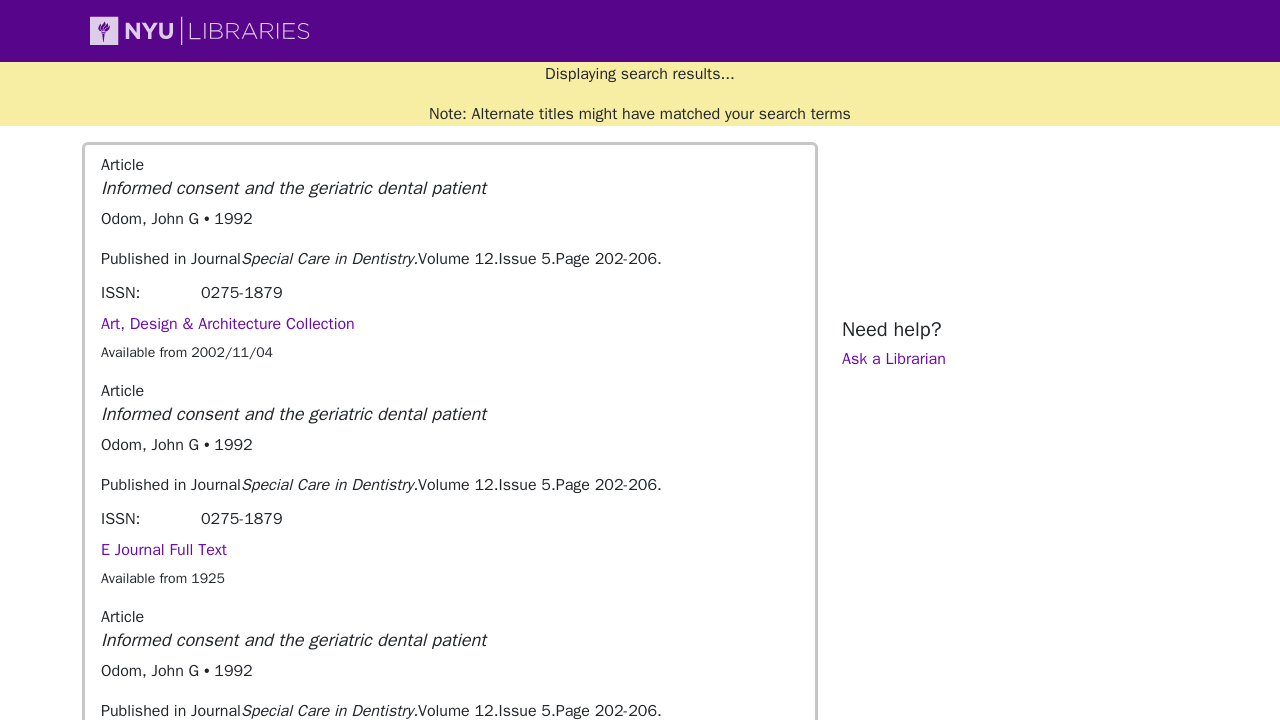 NYU LIBRARIES
Displaying search results...
Note: Alternate titles might have matched your search terms
Article
Informed consent and the geriatric dental patient
Odom, John G • 1992
Published in JournalSpecial Care in Dentistry.Volume 12.Issue 5.Page 202-206.
ISSN: 0275-1879
Art, Design & Architecture Collection
Available from 2002/11/04
Need help?
Ask a Librarian
Article
Informed consent and the geriatric dental patient
Odom, John G • 1992
Published in JournalSpecial Care in Dentistry.Volume 12.Issue 5.Page 202-206.
ISSN: 0275-1879
E Journal Full Text
Available from 1925
Article
Informed consent and the geriatric dental patient
Odom, John G • 1992
Published in JournalSpecial Care in Dentistry.Volume 12.Issue 5.Page 202-206.